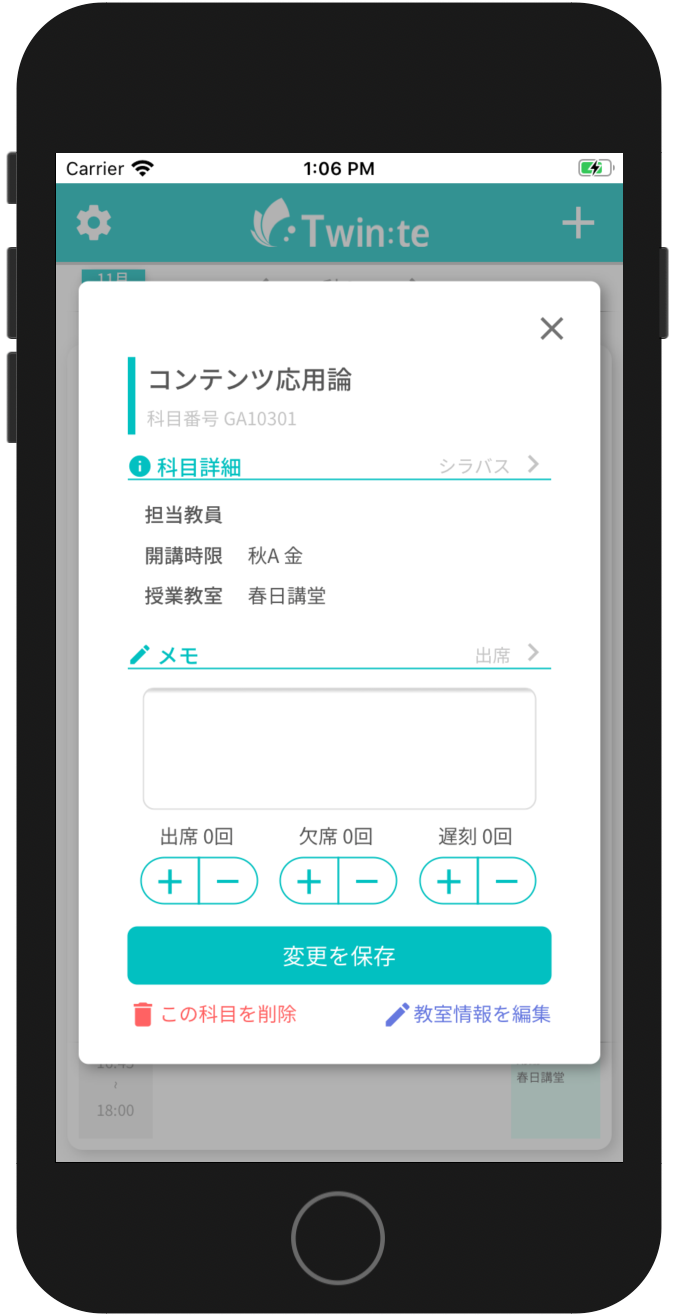 Carrier 1:06 PM
Twin:te
11月
コンテンツ応用論
科目番号 GA10301
科目詳細 シラバス
担当教員
開講時限 秋A 金
授業教室 春日講堂
メモ 出席
出席 0回 欠席 0回 遅刻 0回
変更を保存
この科目を削除 教室情報を編集
春日講堂
18:00